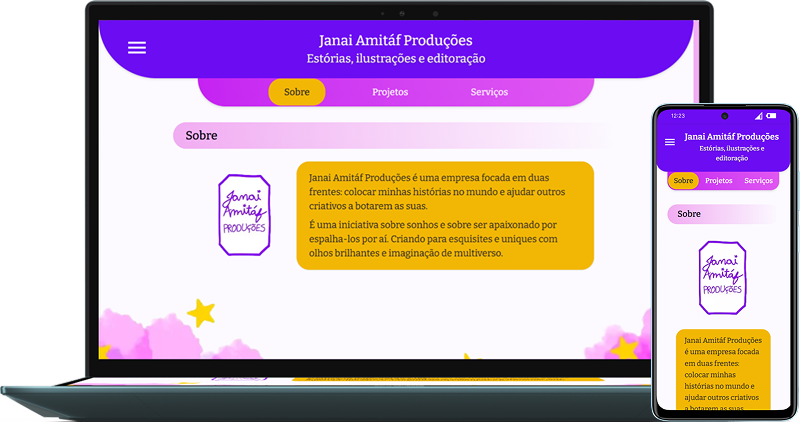 Janai Amitáf Produções
Estórias, ilustrações e editoração
Sobre
Projetos
Serviços
Sobre
Janai
Amitáf
PRODUÇÕES
Janai Amitáf Produções é uma empresa focada em duas
frentes: colocar minhas histórias no mundo e ajudar outros
criativos a botarem as suas.
É uma iniciativa sobre sonhos e sobre ser apaixonado por
espalha-los por aí. Criando para esquisites e uniques com
olhos brilhantes e imaginação de multiverso.
12:23
Janai Amitáf Produções
Estórias, ilustrações e
editoração
Sobre
Projetos
Serviços
Sobre
Janai
Amitáf
PRODUÇÕES
Janai Amitáf Produções
é uma empresa focada
em duas frentes:
colocar minhas
histórias no mundo e
ajudar outros criativos
a botarem as suas